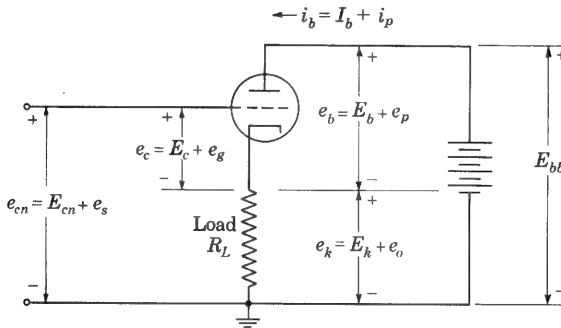 i_b = I_b + i_p
+ + +
+ +
e_b = E_b + e_p
e_c = E_c + e_g
E_bb
− − +
e_cn = E_cn + e_s
Load
R_L
e_k = E_k + e_o
− − −